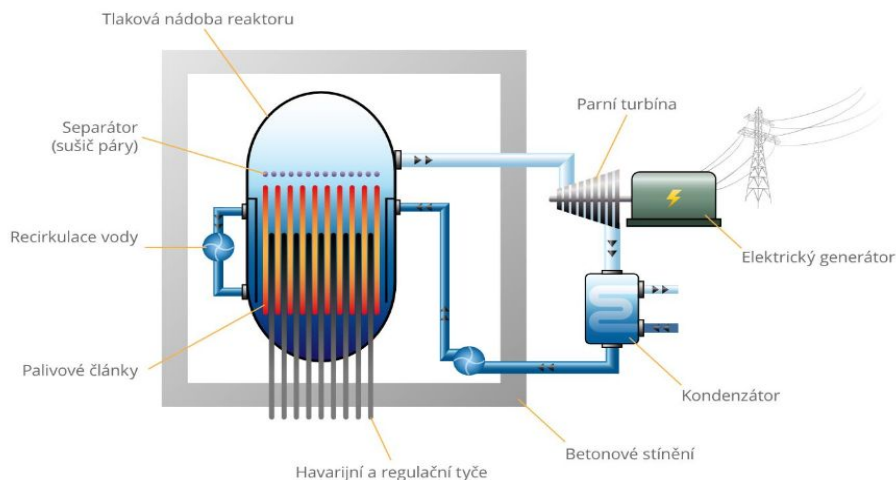 Tlaková nádoba reaktoru
Separátor
(sušič páry)
Recirkulace vody
Palivové články
Havarijní a regulační tyče
Parní turbína
Elektrický generátor
Kondenzátor
Betonové stínění